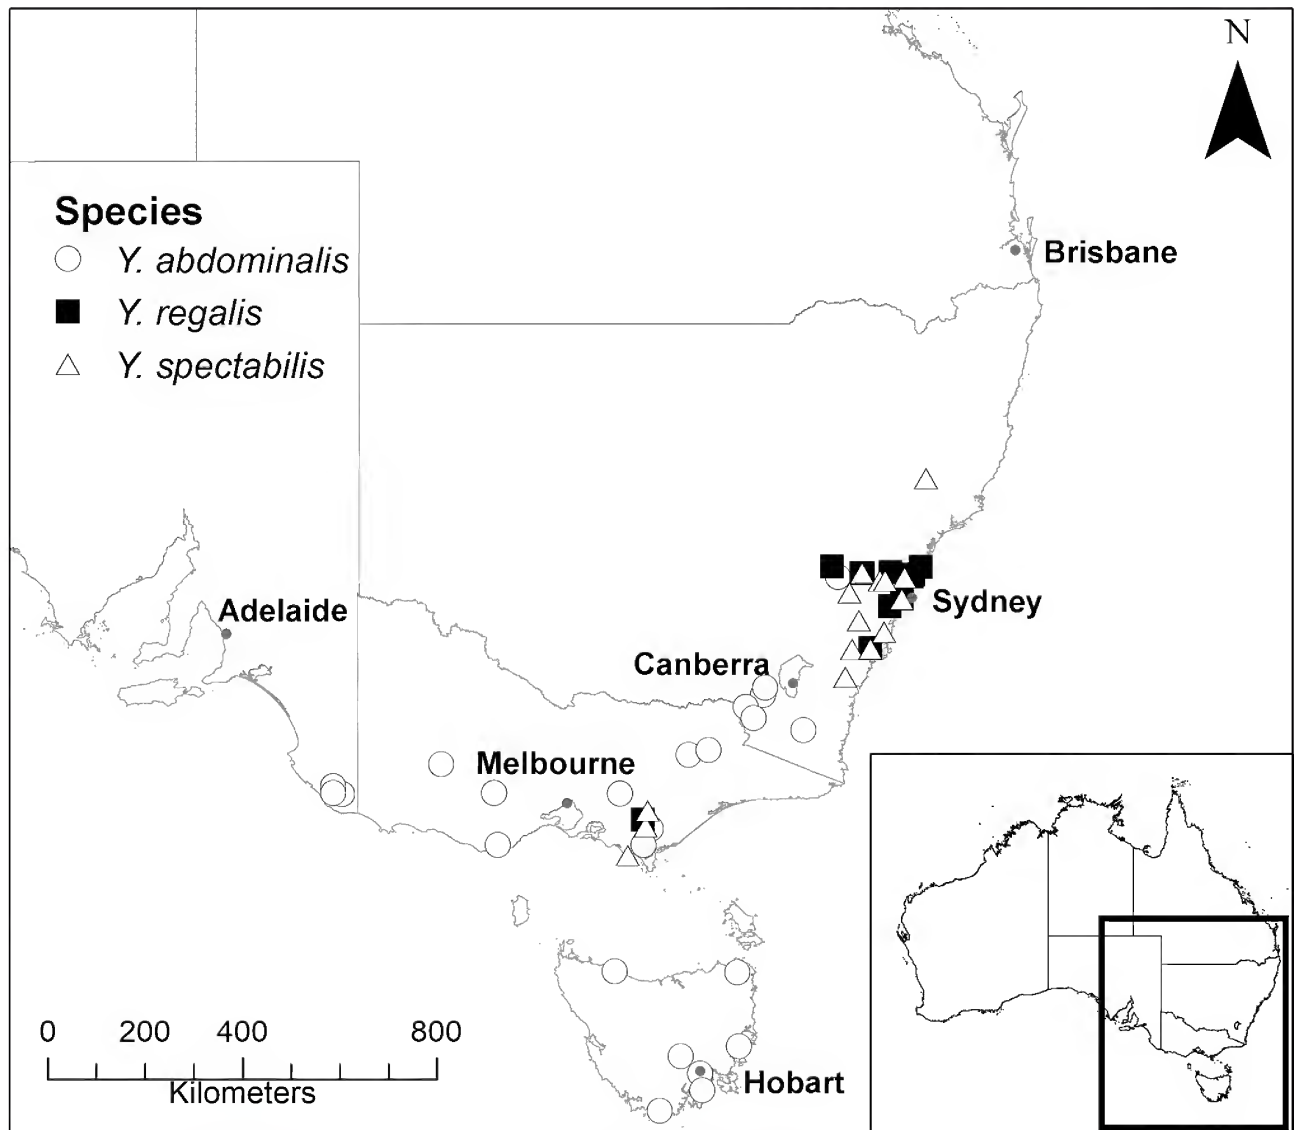 N
Species
Y. abdominalis
Y. regalis
Y. spectabilis
Brisbane
Adelaide
Sydney
Canberra
Melbourne
0 200 400 800
Kilometers
Hobart